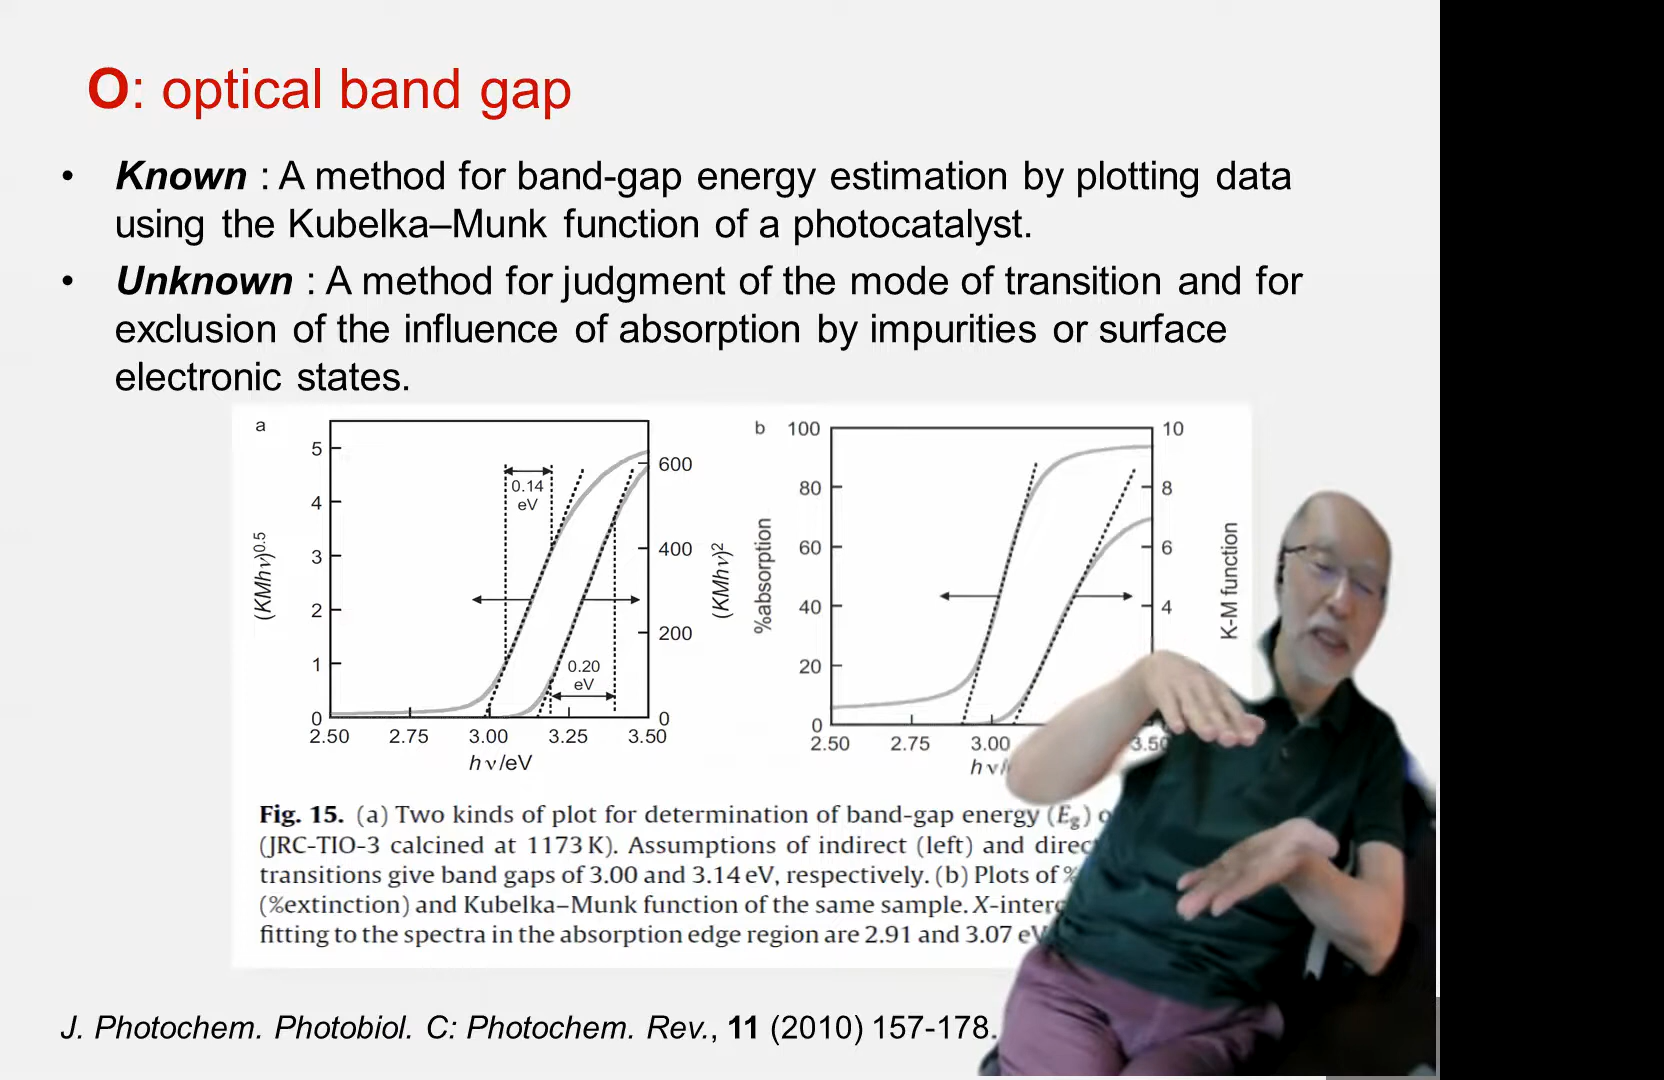 O: optical band gap
• Known : A method for band-gap energy estimation by plotting data
using the Kubelka–Munk function of a photocatalyst.
• Unknown : A method for judgment of the mode of transition and for
exclusion of the influence of absorption by impurities or surface
electronic states.
a
5
4
3
2
1
0
(KMhν)0.5
0.14
eV
0.20
eV
600
400
200
0
(KMhν)2
2.50 2.75 3.00 3.25 3.50
hν/eV
b
100
80
60
40
20
0
%absorption
10
8
6
4
K-M function
2.50 2.75 3.00 3.50
hν/
Fig. 15. (a) Two kinds of plot for determination of band-gap energy (Eg)
(JRC-TIO-3 calcined at 1173 K). Assumptions of indirect (left) and
transitions give band gaps of 3.00 and 3.14 eV, respectively. (b) Plots of
(%extinction) and Kubelka–Munk function of the same sample.
fitting to the spectra in the absorption edge region are 2.91 and 3.07
J. Photochem. Photobiol. C: Photochem. Rev., 11 (2010) 157-178.